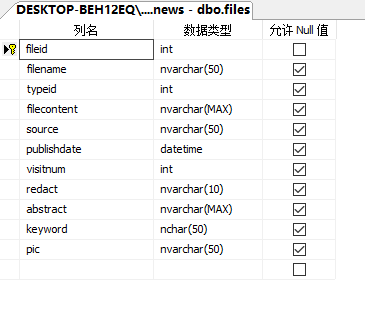 DESKTOP-BEH12EQ\....news - dbo.files
列名 数据类型 允许 Null 值
fileid int
filename nvarchar(50)
typeid int
filecontent nvarchar(MAX)
source nvarchar(50)
publishdate datetime
visitnum int
redact nvarchar(10)
abstract nvarchar(MAX)
keyword nchar(50)
pic nvarchar(50)